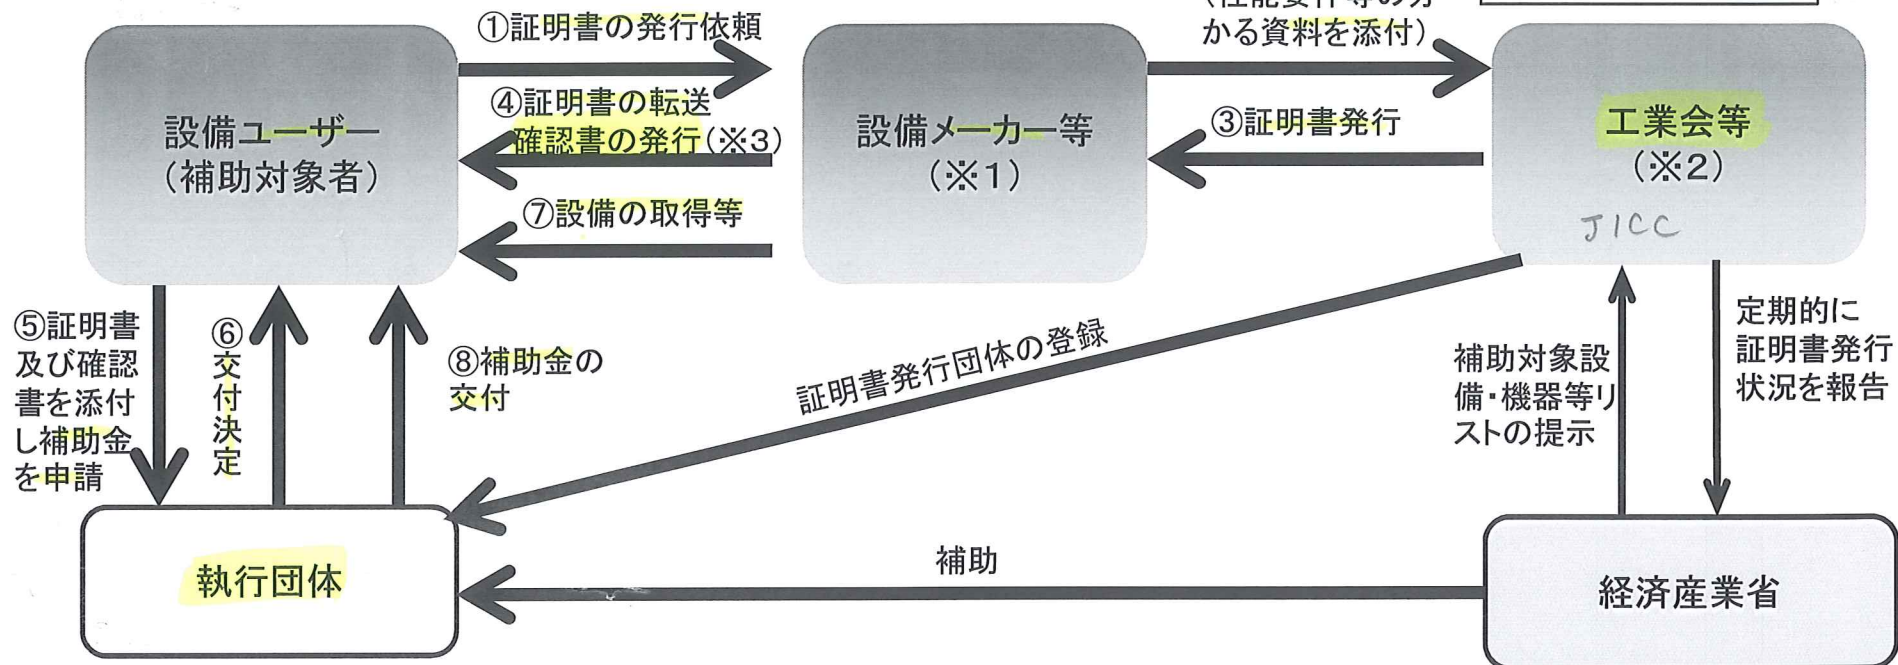 ①証明書の発行依頼
かる資料を添付）
④証明書の転送
確認書の発行（※3）
③証明書発行
設備ユーザー
（補助対象者）
設備メーカー等
（※1）
工業会等
（※2）
JICC
⑦設備の取得等
⑤証明書
及び確認
書を添付
し補助金
を申請
⑥
交
付
決
定
⑧補助金の
交付
証明書発行団体の登録
補助対象設
備・機器等リ
ストの提示
定期的に
証明書発行
状況を報告
執行団体
補助
経済産業省